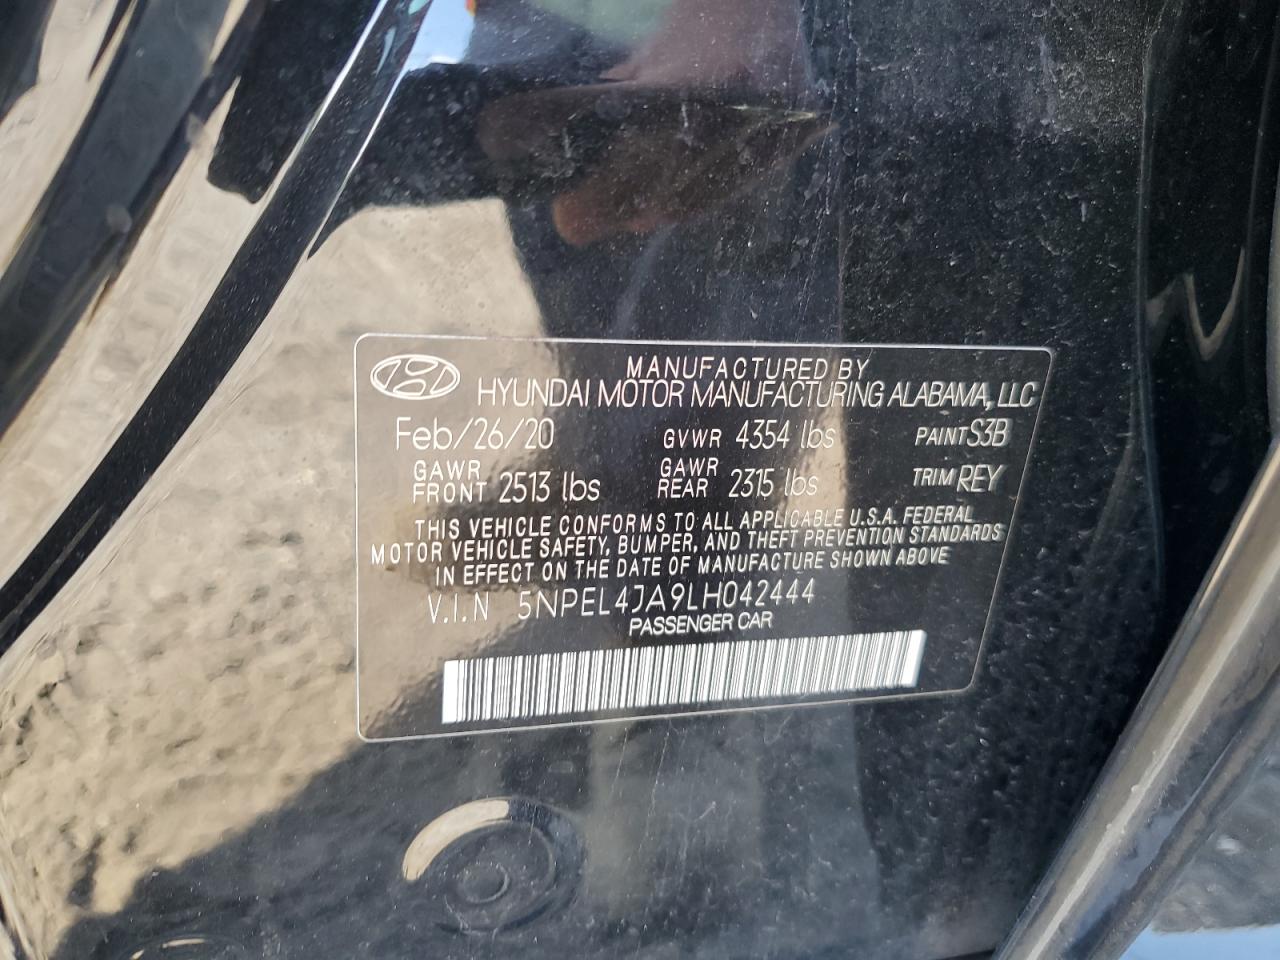 MANUFACTURED BY
HYUNDAI MOTOR MANUFACTURING ALABAMA, LLC
Feb/26/20 GVWR 4354 lbs PAINT S3B
GAWR FRONT 2513 lbs GAWR REAR 2315 lbs TRIM REY
THIS VEHICLE CONFORMS TO ALL APPLICABLE U.S.A. FEDERAL
MOTOR VEHICLE SAFETY, BUMPER, AND THEFT PREVENTION STANDARDS
IN EFFECT ON THE DATE OF MANUFACTURE SHOWN ABOVE
V.I.N 5NPEL4JA9LH042444
PASSENGER CAR